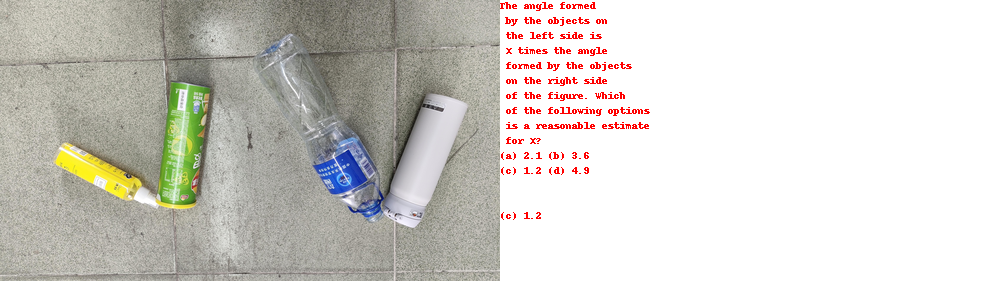 The angle formed
by the objects on
the left side is
X times the angle
formed by the objects
on the right side
of the figure. Which
of the following options
is a reasonable estimate
for X?
(a) 2.1 (b) 3.6
(c) 1.2 (d) 4.9
(c) 1.2